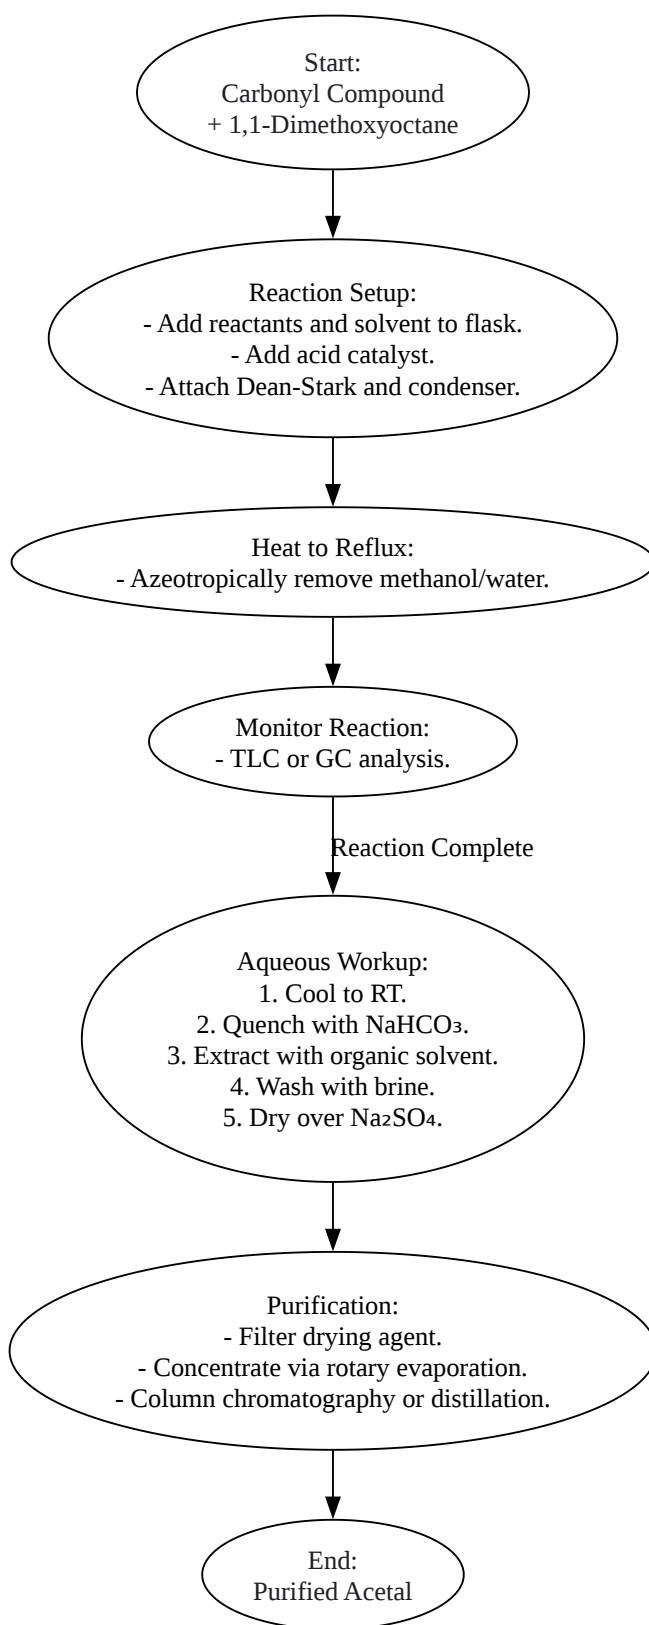 Start:
Carbonyl Compound
+ 1,1-Dimethoxyoctane
Reaction Setup:
- Add reactants and solvent to flask.
- Add acid catalyst.
- Attach Dean-Stark and condenser.
Heat to Reflux:
- Azeotropically remove methanol/water.
Monitor Reaction:
- TLC or GC analysis.
Reaction Complete
Aqueous Workup:
1. Cool to RT.
2. Quench with NaHCO₃.
3. Extract with organic solvent.
4. Wash with brine.
5. Dry over Na₂SO₄.
Purification:
- Filter drying agent.
- Concentrate via rotary evaporation.
- Column chromatography or distillation.
End:
Purified Acetal